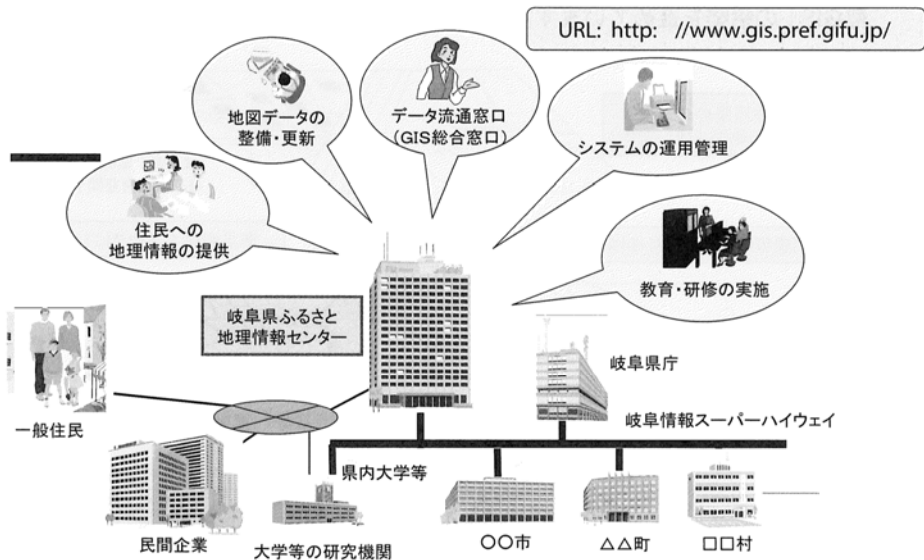 URL: http: //www.gis.pref.gifu.jp/
地図データの
整備・更新
データ流通窓口
(GIS総合窓口)
システムの運用管理
住民への
地理情報の提供
教育・研修の実施
岐阜県ふるさと
地理情報センター
岐阜県庁
一般住民
岐阜情報スーパーハイウェイ
県内大学等
民間企業
大学等の研究機関
○○市
△△町
□□村